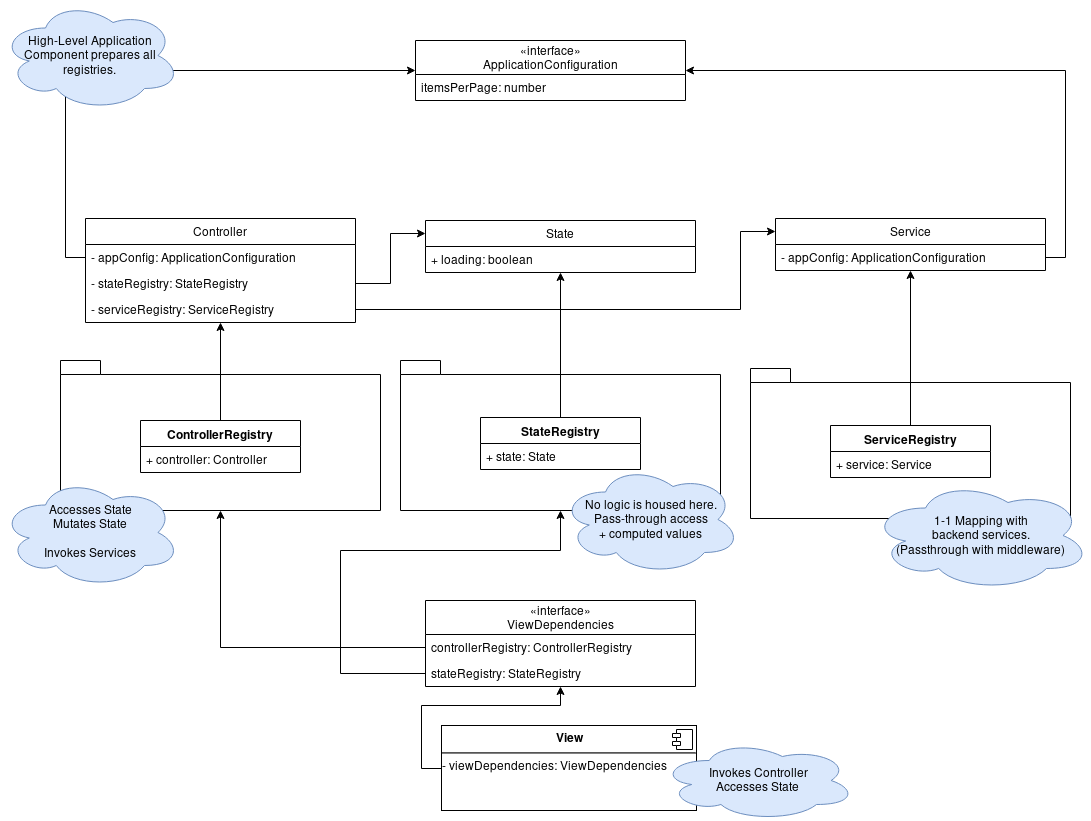 High-Level Application
Component prepares all
registries.
«interface»
ApplicationConfiguration
itemsPerPage: number
Controller
- appConfig: ApplicationConfiguration
- stateRegistry: StateRegistry
- serviceRegistry: ServiceRegistry
State
+ loading: boolean
Service
- appConfig: ApplicationConfiguration
ControllerRegistry
+ controller: Controller
StateRegistry
+ state: State
ServiceRegistry
+ service: Service
Accesses State
Mutates State
Invokes Services
No logic is housed here.
Pass-through access
+ computed values
1-1 Mapping with
backend services.
(Passthrough with middleware)
«interface»
ViewDependencies
controllerRegistry: ControllerRegistry
stateRegistry: StateRegistry
View
- viewDependencies: ViewDependencies
Invokes Controller
Accesses State